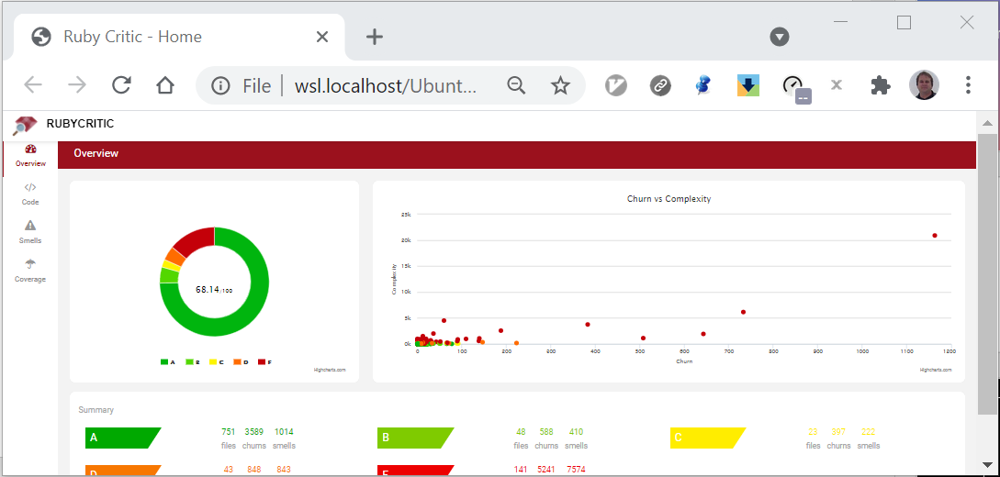 Ruby Critic - Home
File | wsl.localhost/Ubunt...
RUBYCRITIC
Overview
Overview
Code
Smells
Coverage
68.14/100
A B C D F
Highcharts.com
Churn vs Complexity
25k
20k
15k
10k
5k
0k
Complexity
0 100 200 300 400 500 600 700 800 900 1000 1100 1200
Churn
Highcharts.com
Summary
A 751 3589 1014
files churns smells
B 48 588 410
files churns smells
C 23 397 222
files churns smells
D 43 848 843
F 141 5241 7574